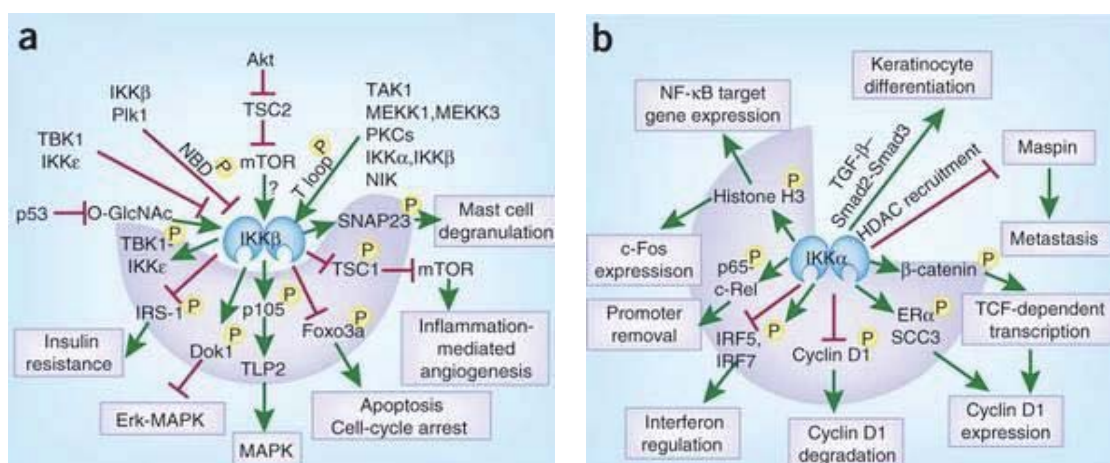 a
Akt
TSC2
mTOR
?
IKKβ
Plk1
TBK1
IKKε
NBD
P
TAK1
MEKK1,MEKK3
PKCs
IKKα,IKKβ
NIK
T loop
P
p53
O-GlcNAc
IKKβ
SNAP23
P
Mast cell
degranulation
TBK1-
IKKε
P
TSC1
P
mTOR
IRS-1
P
p105
P
Foxo3a
P
Inflammation-
mediated
angiogenesis
Insulin
resistance
Dok1
P
TLP2
Erk-MAPK
Apoptosis
Cell-cycle arrest
MAPK
b
Keratinocyte
differentiation
NF-κB target
gene expression
TGF-β–
Smad2-Smad3
HDAC recruitment
Maspin
Histone H3
P
Metastasis
c-Fos
expressison
IKKα
p65-
c-Rel
P
β-catenin
P
Promoter
removal
IRF5,
IRF7
P
Cyclin D1
P
ERα
SCC3
P
TCF-dependent
transcription
Interferon
regulation
Cyclin D1
degradation
Cyclin D1
expression